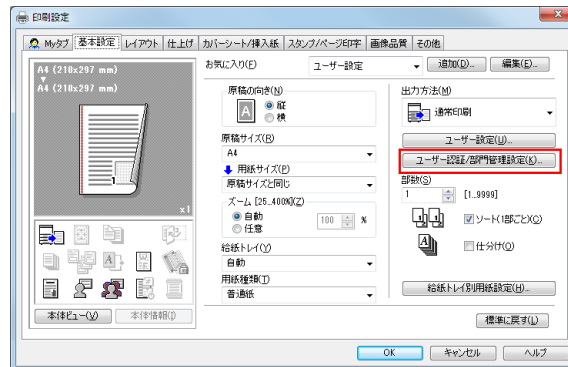 印刷設定
Myタブ 基本設定 レイアウト 仕上げ カバーシート/挿入紙 スタンプ/ページ印字 画像品質 その他
A4 (210x297 mm)
A4 (210x297 mm)
1
x1
本体ビュー(V) 本体情報(I)
お気に入り(F) ユーザー設定 追加(D)... 編集(E)...
原稿の向き(N)
A
縦
横
原稿サイズ(R)
A4
用紙サイズ(P)
原稿サイズと同じ
ズーム [25..400%](Z)
自動
任意
100 %
給紙トレイ(Y)
自動
用紙種類(T)
普通紙
出力方法(M)
通常印刷
ユーザー設定(U)...
ユーザー認証/部門管理設定(K)...
部数(S)
1 [1..9999]
ソート(1部ごと)(C)
仕分け(O)
給紙トレイ別用紙設定(H)...
標準に戻す(L)
OK キャンセル ヘルプ